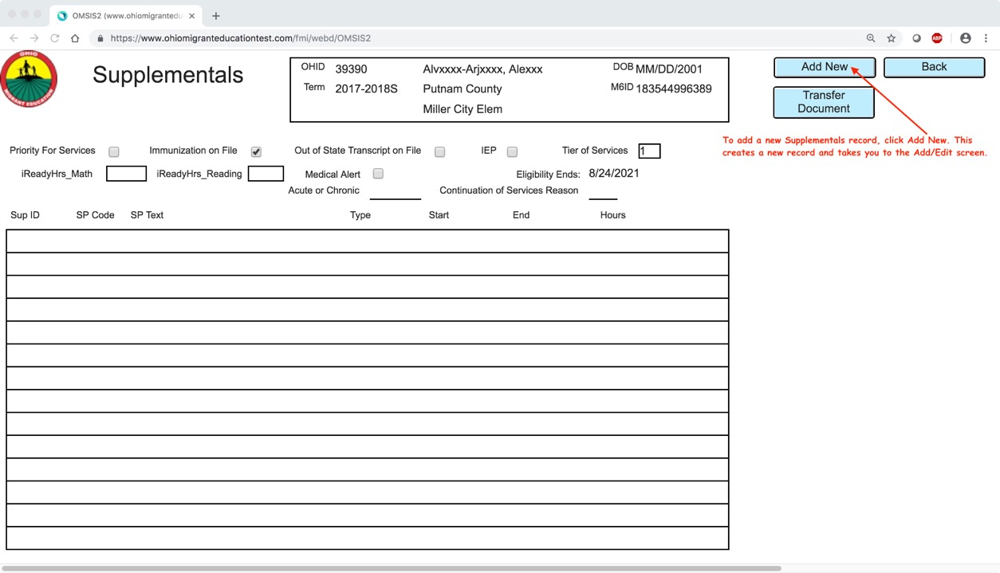 OMSIS2 (www.ohiomigrantedu
https://www.ohiomigranteducationtest.com/fmi/webd/OMSIS2
ABP
OHIO
MIGRANT EDUCATION
Supplementals
OHID 39390 Alvxxxx-Arjxxxx, Alexxx DOB MM/DD/2001
Term 2017-2018S Putnam County M6ID 183544996389
Miller City Elem
Add New Back
Transfer
Document
To add a new Supplementals record, click Add New. This
creates a new record and takes you to the Add/Edit screen.
Priority For Services Immunization on File Out of State Transcript on File IEP Tier of Services 1
iReadyHrs_Math iReadyHrs_Reading Medical Alert Eligibility Ends: 8/24/2021
Acute or Chronic Continuation of Services Reason
Sup ID SP Code SP Text Type Start End Hours